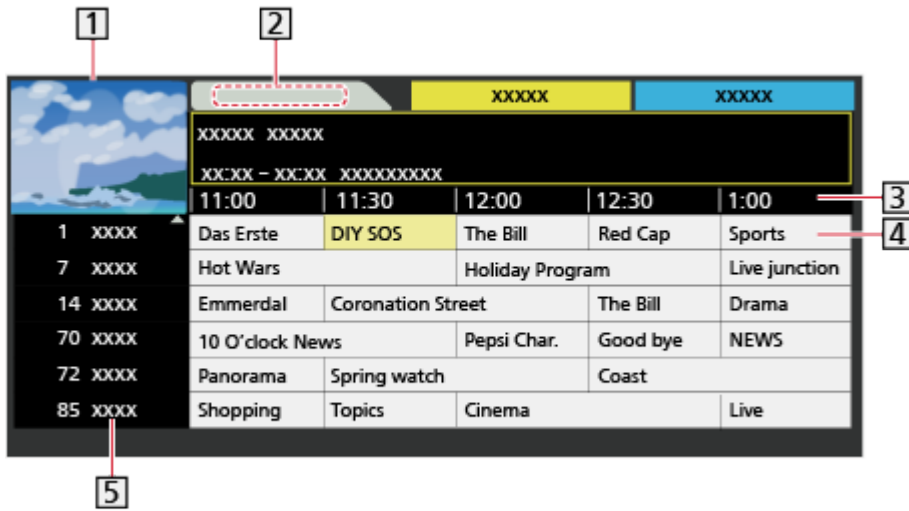 1 2
xxxxx xxxxx
xxxxx xxxxx
xx:xx – xx:xx xxxxxxxxx
11:00 11:30 12:00 12:30 1:00 3
1 xxxx Das Erste DIY SOS The Bill Red Cap Sports 4
7 xxxx Hot Wars Holiday Program Live junction
14 xxxx Emmerdal Coronation Street The Bill Drama
70 xxxx 10 O'clock News Pepsi Char. Good bye NEWS
72 xxxx Panorama Spring watch Coast
85 xxxx Shopping Topics Cinema Live
5